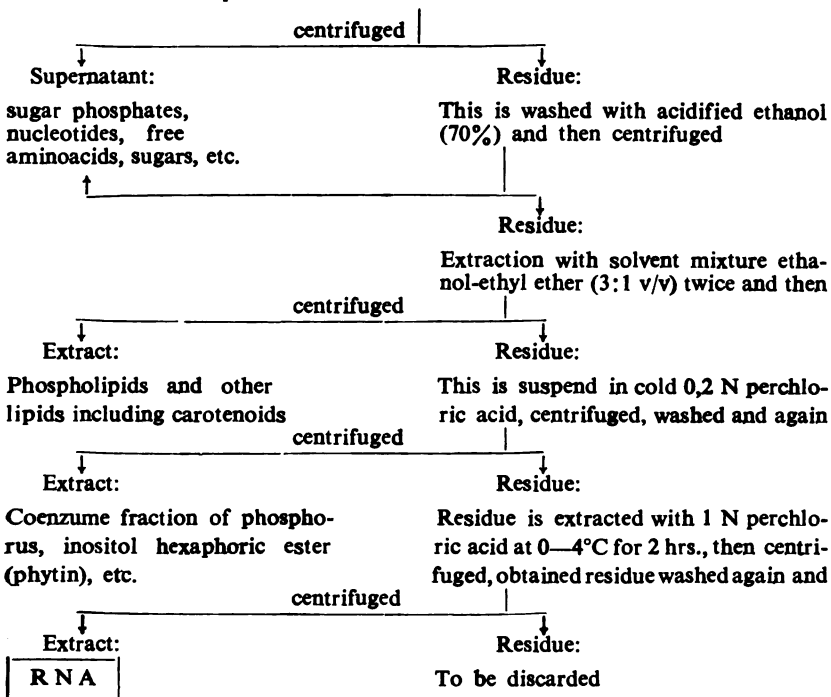 centrifuged
Supernatant:
sugar phosphates,
nucleotides, free
aminoacids, sugars, etc.
Residue:
This is washed with acidified ethanol
(70%) and then centrifuged
Residue:
Extraction with solvent mixture etha-
nol-ethyl ether (3:1 v/v) twice and then
centrifuged
Extract:
Phospholipids and other
lipids including carotenoids
Residue:
This is suspend in cold 0,2 N perchlo-
ric acid, centrifuged, washed and again
centrifuged
Extract:
Coenzume fraction of phospho-
rus, inositol hexaphoric ester
(phytin), etc.
Residue:
Residue is extracted with 1 N perchlo-
ric acid at 0—4°C for 2 hrs., then centri-
fuged, obtained residue washed again and
centrifuged
Extract:
RNA
Residue:
To be discarded